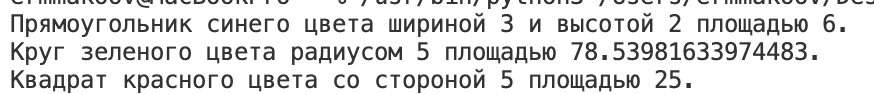 Прямоугольник синего цвета шириной 3 и высотой 2 площадью 6.
Круг зеленого цвета радиусом 5 площадью 78.53981633974483.
Квадрат красного цвета со стороной 5 площадью 25.